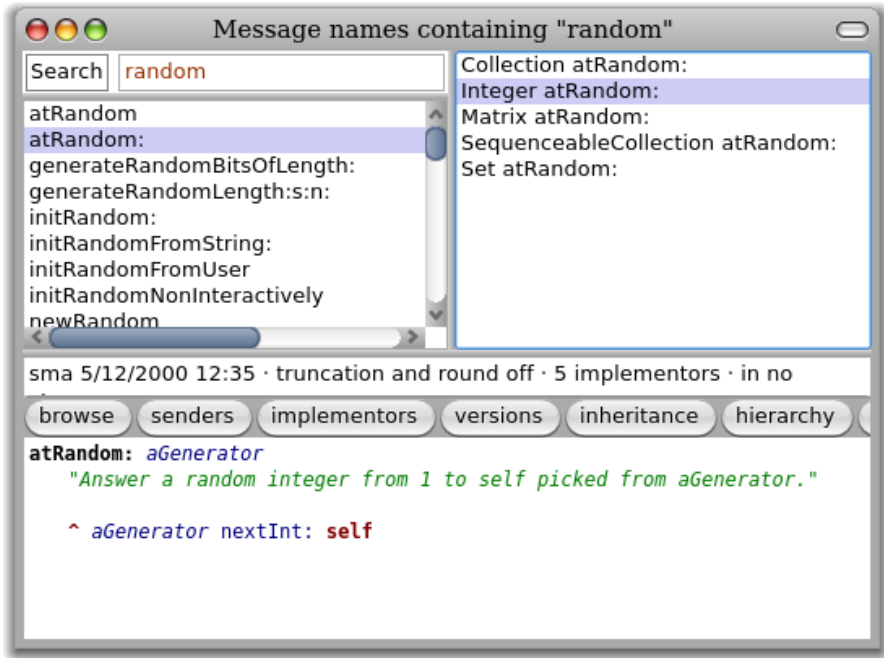 Message names containing "random"
Search random
atRandom
atRandom:
generateRandomBitsOfLength:
generateRandomLength:s:n:
initRandom:
initRandomFromString:
initRandomFromUser
initRandomNonInteractively
newRandom
Collection atRandom:
Integer atRandom:
Matrix atRandom:
SequenceableCollection atRandom:
Set atRandom:
sma 5/12/2000 12:35 · truncation and round off · 5 implementors · in no
browse senders implementors versions inheritance hierarchy
atRandom: aGenerator
"Answer a random integer from 1 to self picked from aGenerator."
^ aGenerator nextInt: self